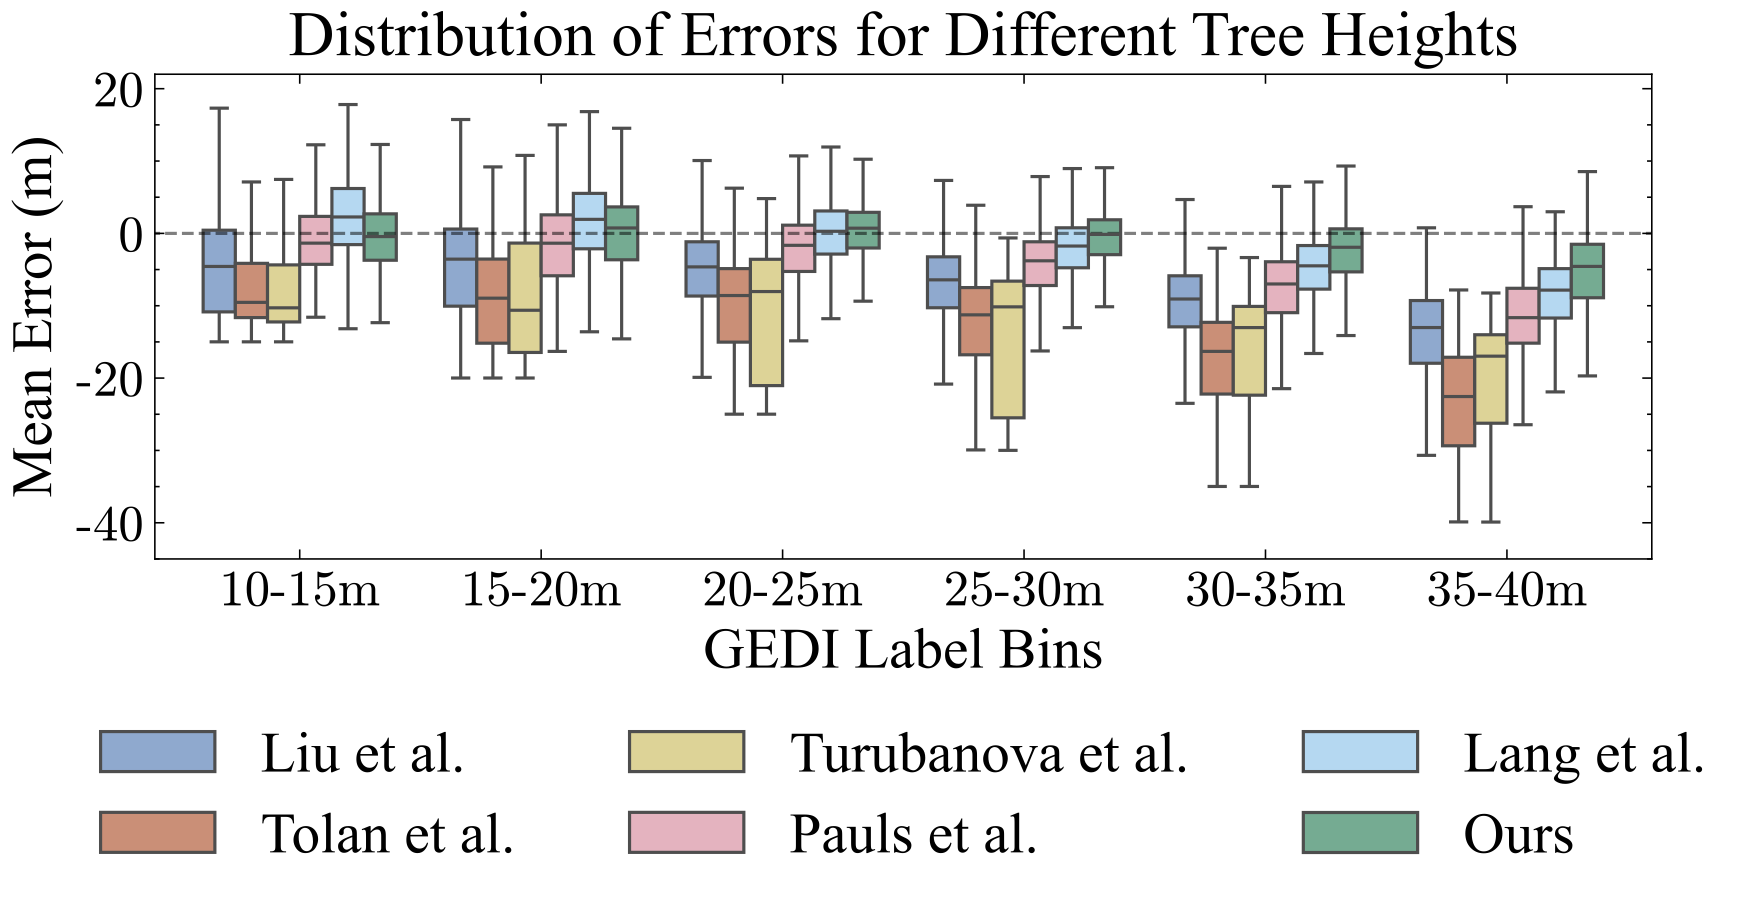 Distribution of Errors for Different Tree Heights
Mean Error (m)
20
0
-20
-40
10-15m 15-20m 20-25m 25-30m 30-35m 35-40m
GEDI Label Bins
Liu et al. Turubanova et al. Lang et al.
Tolan et al. Pauls et al. Ours